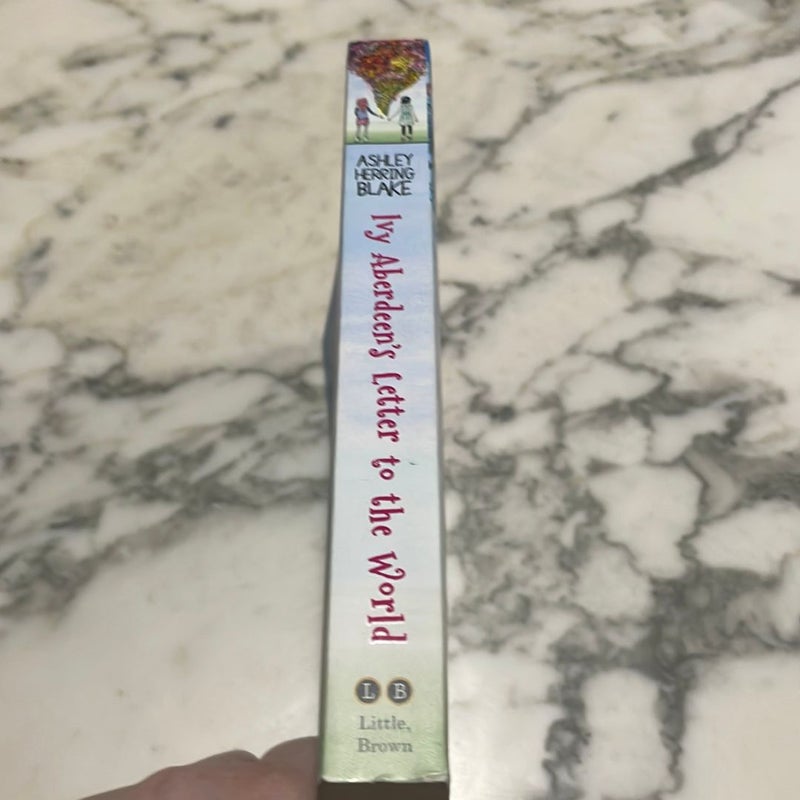 ASHLEY
HERRING
BLAKE
Ivy Aberdeen's Letter to the World
L B
Little,
Brown